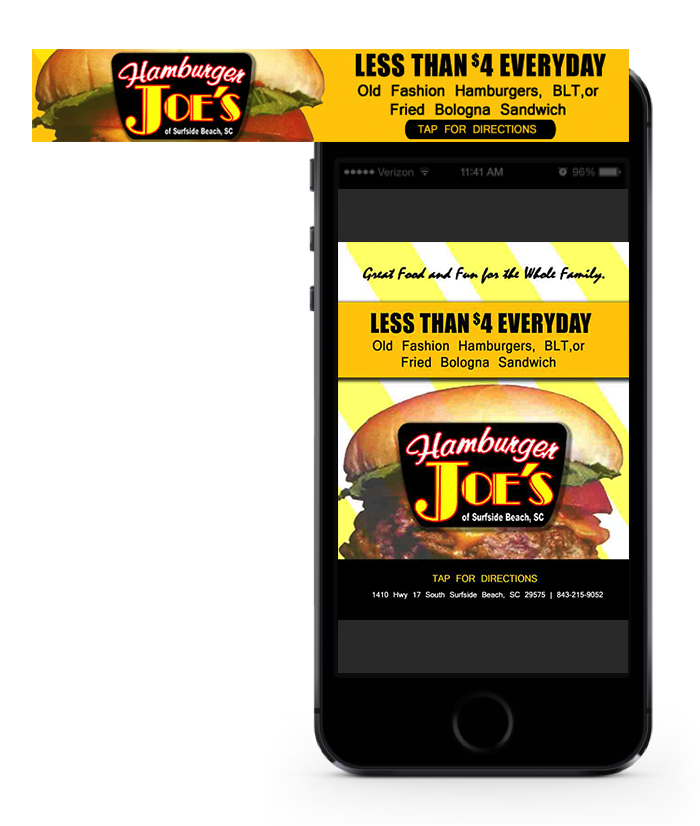 Hamburger
JOE'S
of Surfside Beach, SC
LESS THAN $4 EVERYDAY
Old Fashion Hamburgers, BLT,or
Fried Bologna Sandwich
TAP FOR DIRECTIONS
Verizon 11:41 AM 96%
Great Food and Fun for the Whole Family.
LESS THAN $4 EVERYDAY
Old Fashion Hamburgers, BLT,or
Fried Bologna Sandwich
Hamburger
JOE'S
of Surfside Beach, SC
TAP FOR DIRECTIONS
1410 Hwy 17 South Surfside Beach, SC 29575 | 843-215-9052